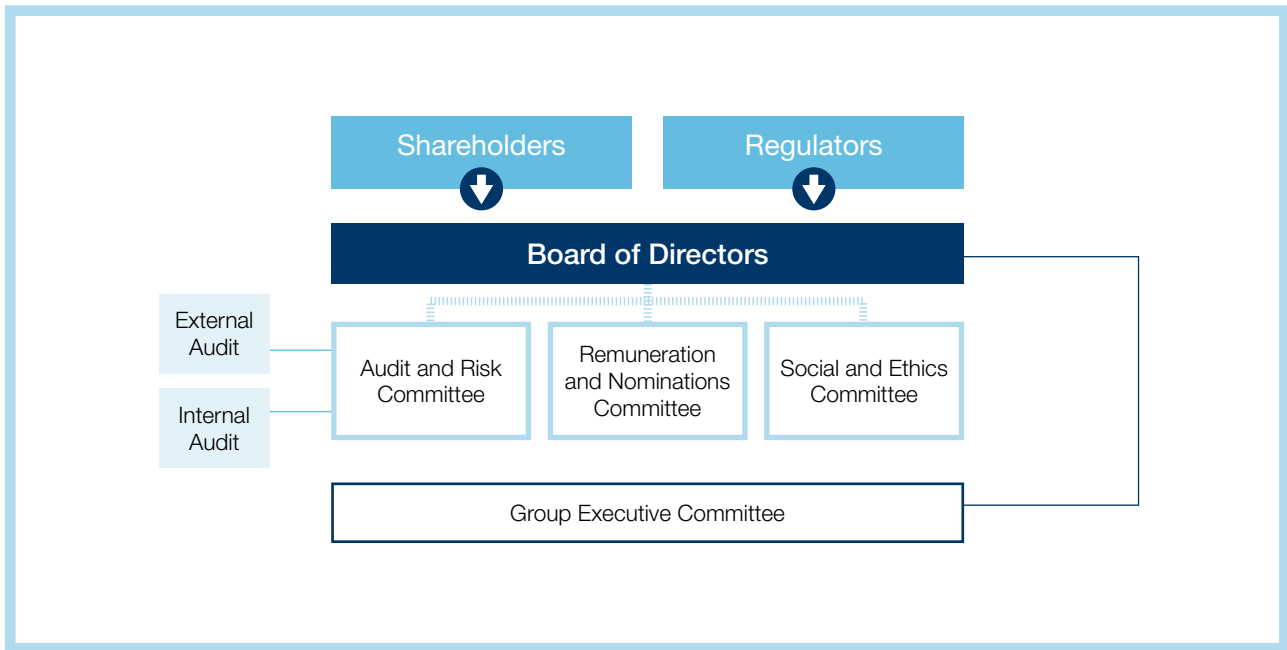 Shareholders
Regulators
Board of Directors
External
Audit
Internal
Audit
Audit and Risk
Committee
Remuneration
and Nominations
Committee
Social and Ethics
Committee
Group Executive Committee